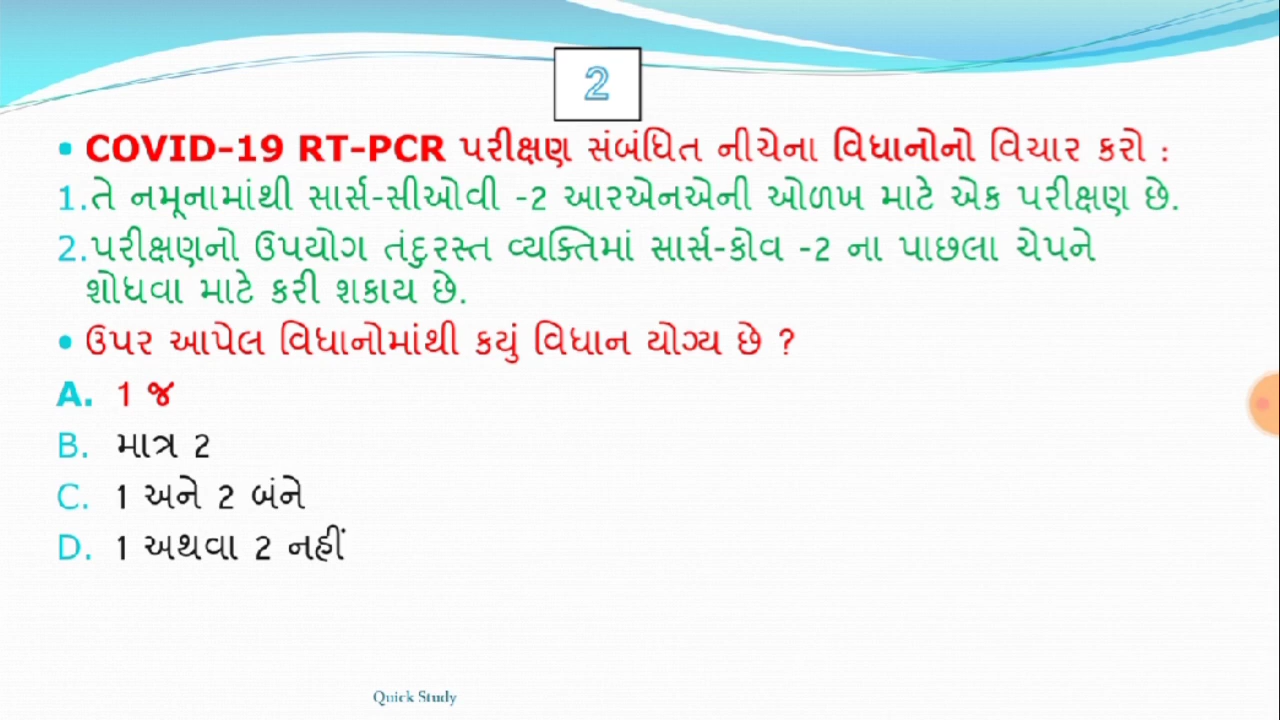 2
• COVID-19 RT-PCR પરીક્ષણ સંબંધિત નીચેના વિધાનોનો વિચાર કરો :
1.તે નમૂનામાંથી સાર્સ-સીઓવી -2 આરએનએની ઓળખ માટે એક પરીક્ષણ છે.
2.પરીક્ષણનો ઉપયોગ તંદુરસ્ત વ્યક્તિમાં સાર્સ-કોવ -2 ના પાછલા ચેપને
શોધવા માટે કરી શકાય છે.
• ઉપર આપેલ વિધાનોમાંથી કયું વિધાન યોગ્ય છે ?
A. 1 જ
B. માત્ર 2
C. 1 અને 2 બંને
D. 1 અથવા 2 નહીં
Quick Study